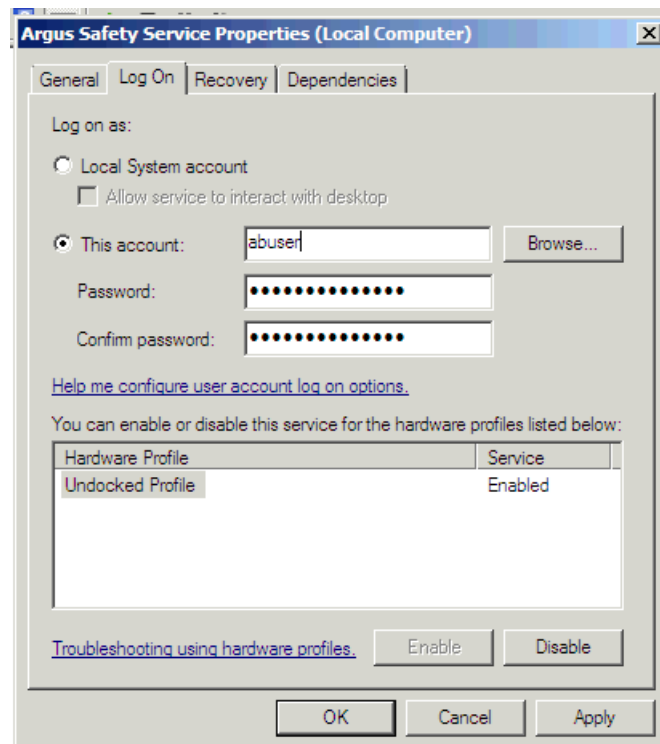 Argus Safety Service Properties (Local Computer)
General Log On Recovery Dependencies
Log on as:
Local System account
Allow service to interact with desktop
This account: abuser Browse...
Password: ••••••••••••••
Confirm password: ••••••••••••••
Help me configure user account log on options.
You can enable or disable this service for the hardware profiles listed below:
Hardware Profile Service
Undocked Profile Enabled
Troubleshooting using hardware profiles. Enable Disable
OK Cancel Apply